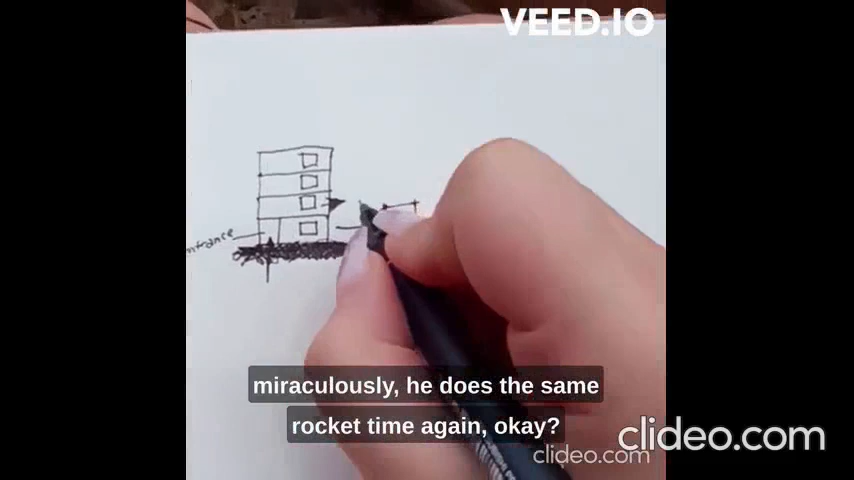 VEED.IO
ntrance
miraculously, he does the same
rocket time again, okay?
clideo.com
clideo.com